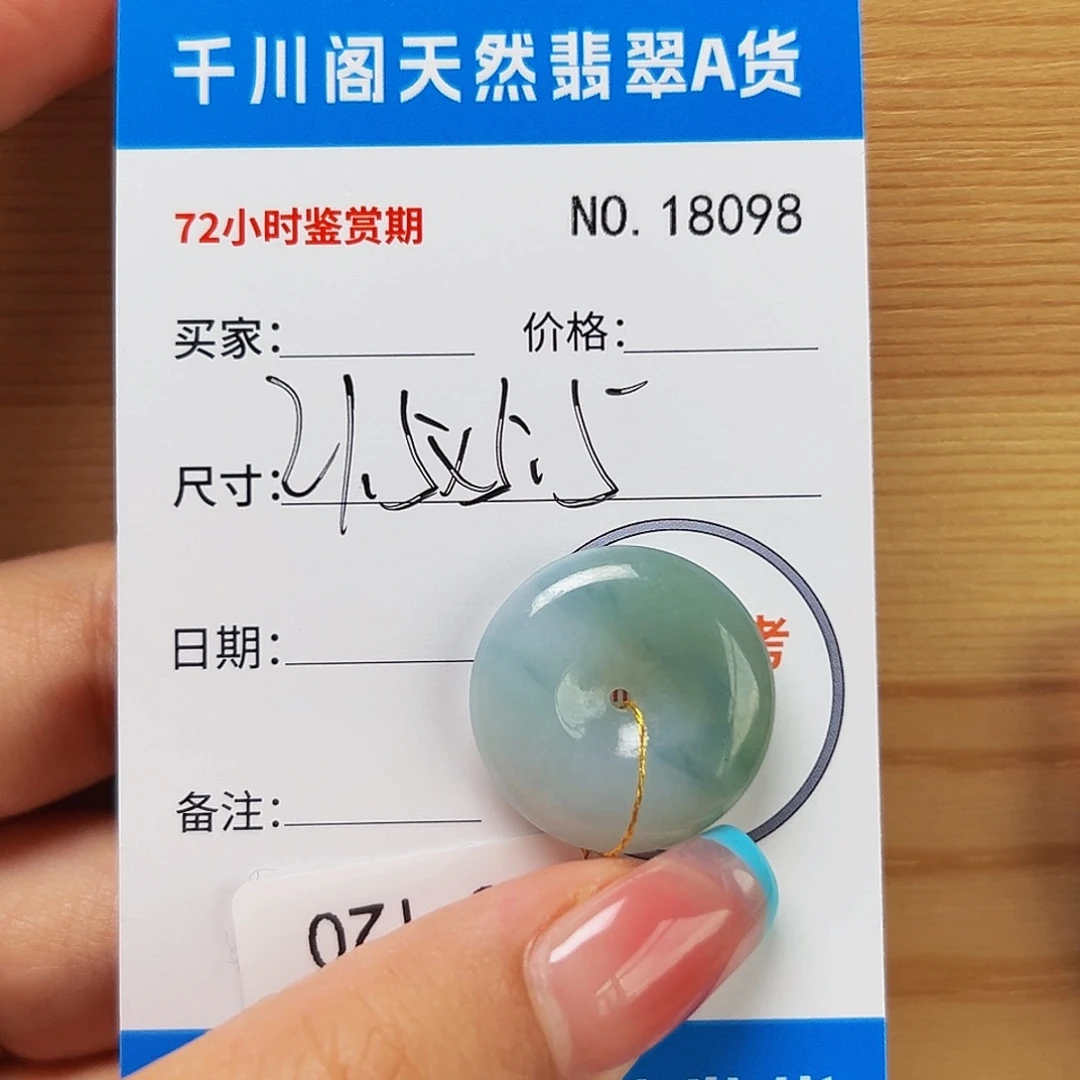 千川阁天然翡翠A货
72小时鉴赏期 NO.18098
买家： 价格：
尺寸：
日期： 考
备注：